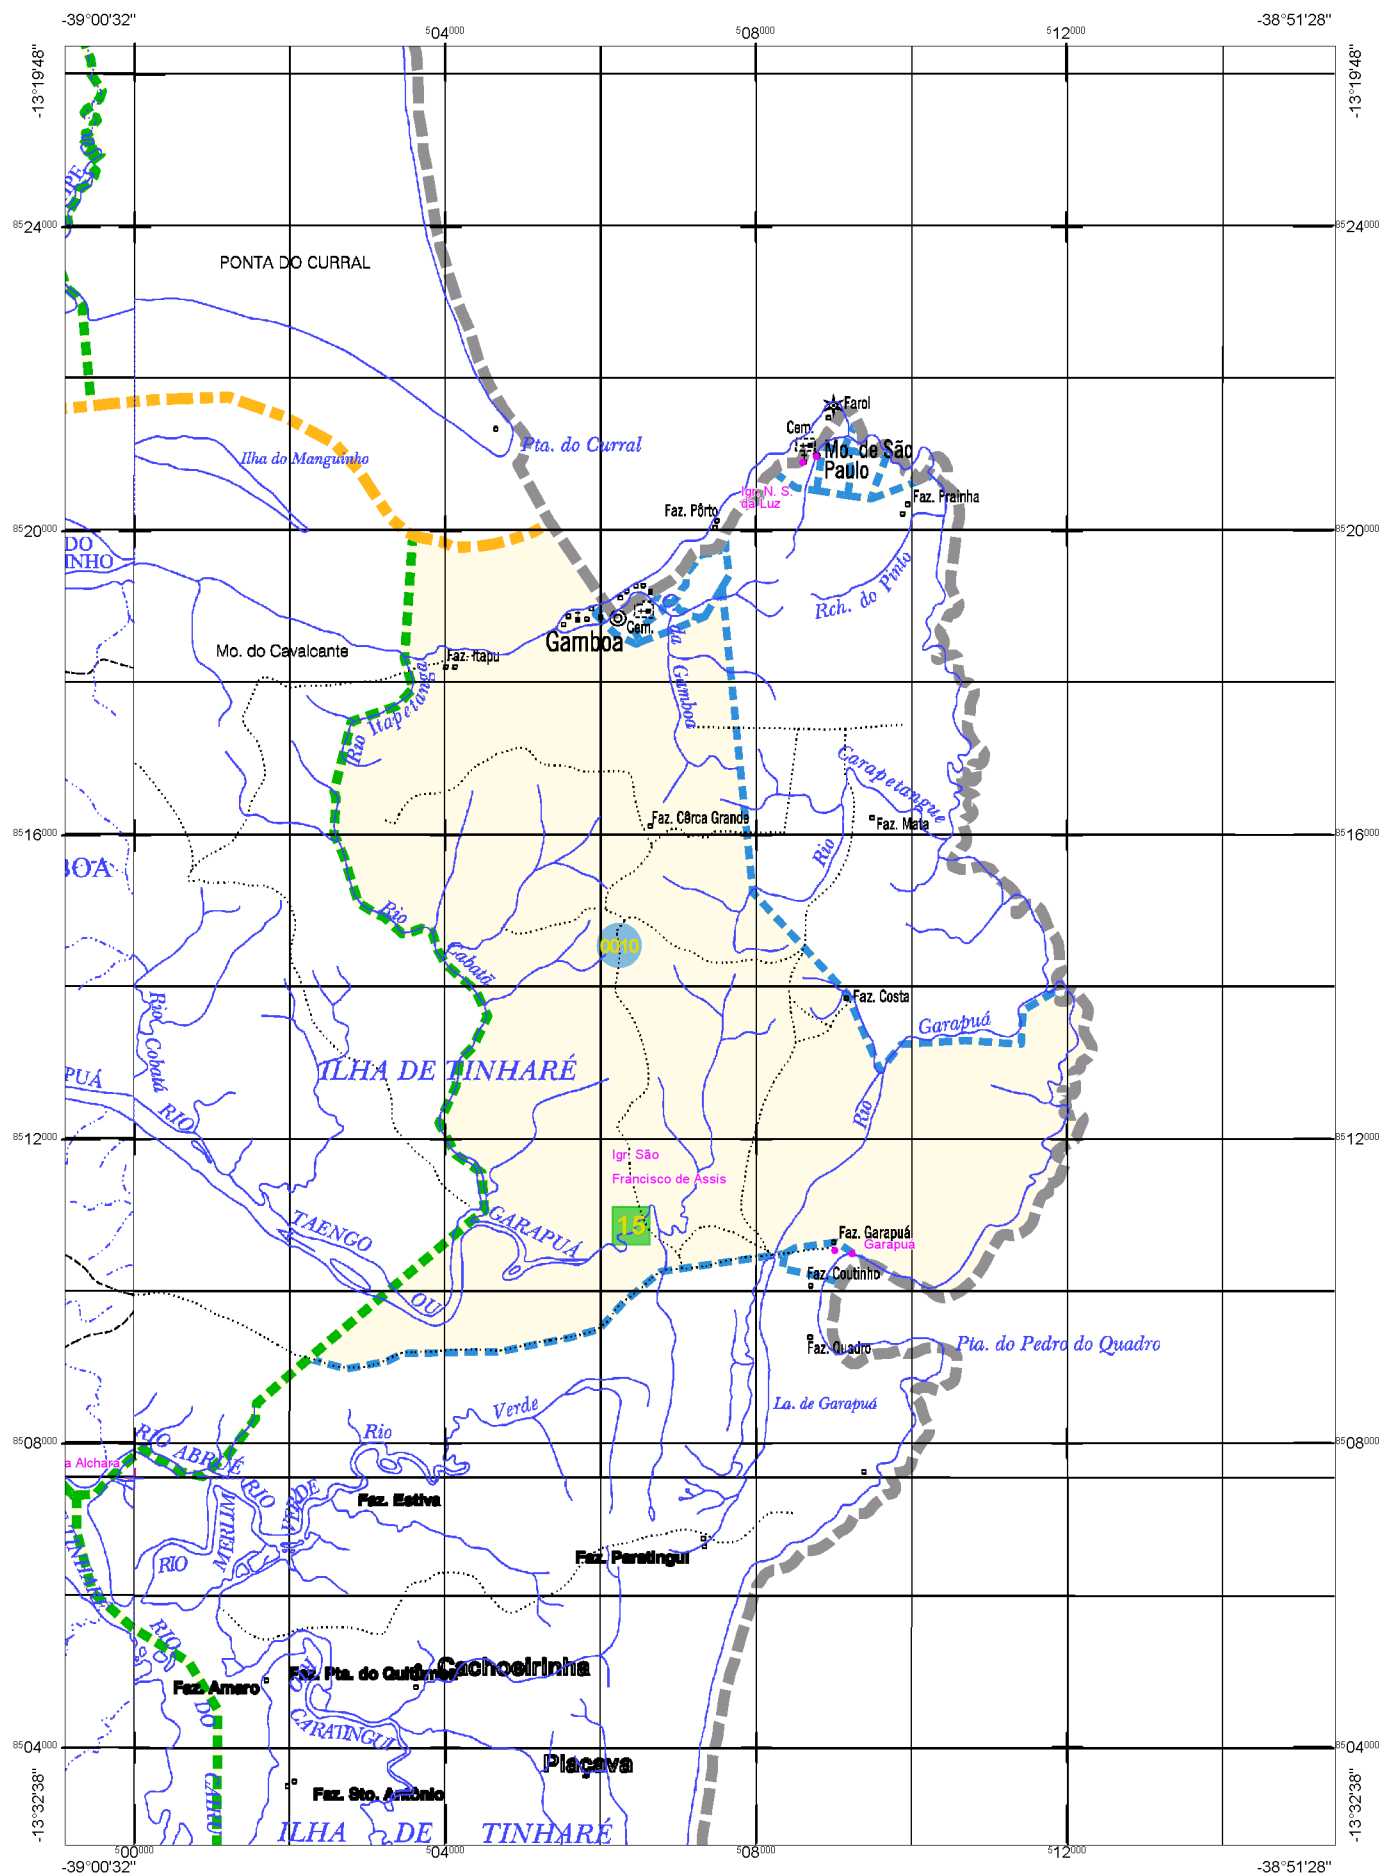 -39°00'32"
-38°51'28"
504000
508000
512000
-13°19'48"
-13°19'48"
8524000
8524000
PONTA DO CURRAL
Farol
Cem.
Pta. do Curral
Mo. de São
Paulo
Ilha do Manguinho
Igr. N. S.
da Luz
Faz. Prainha
Faz. Pôrto
8520000
8520000
DO
INHO
Rch. do Pinto
Cem.
Gamboa
da
Gamboa
Mo. do Cavalcante
Faz. Itapu
Rio Itapetanga
Carapetangue
Faz. Cêrca Grande
Faz. Mata
8516000
8516000
Rio
BOA
Rio
Cabatã
0010
Faz. Costa
Rio
Cobatá
Garapuá
ILHA DE TINHARÉ
PUÁ
RIO
Rio
8512000
8512000
Igr. São
Francisco de Assis
TAENGO
GARAPUÁ
15
Faz. Garapuá
Garapua
Faz. Coutinho
OU
Pta. do Pedro do Quadro
Faz. Quadro
Verde
La. de Garapuá
Rio
RIO ABRE É
8508000
8508000
a Alchara
RIO
VERDE
Faz. Estiva
MERLIM
RIO
Faz. Paratingui
TINHARÉ
RIO
DO
Cachoeirinha
Faz. Amaro
CARATINGUI
Piaçava
8504000
8504000
Faz. Sto. Antônio
ILHA DE TINHARÉ
-13°32'38"
-13°32'38"
500000
504000
508000
512000
-39°00'32"
-38°51'28"